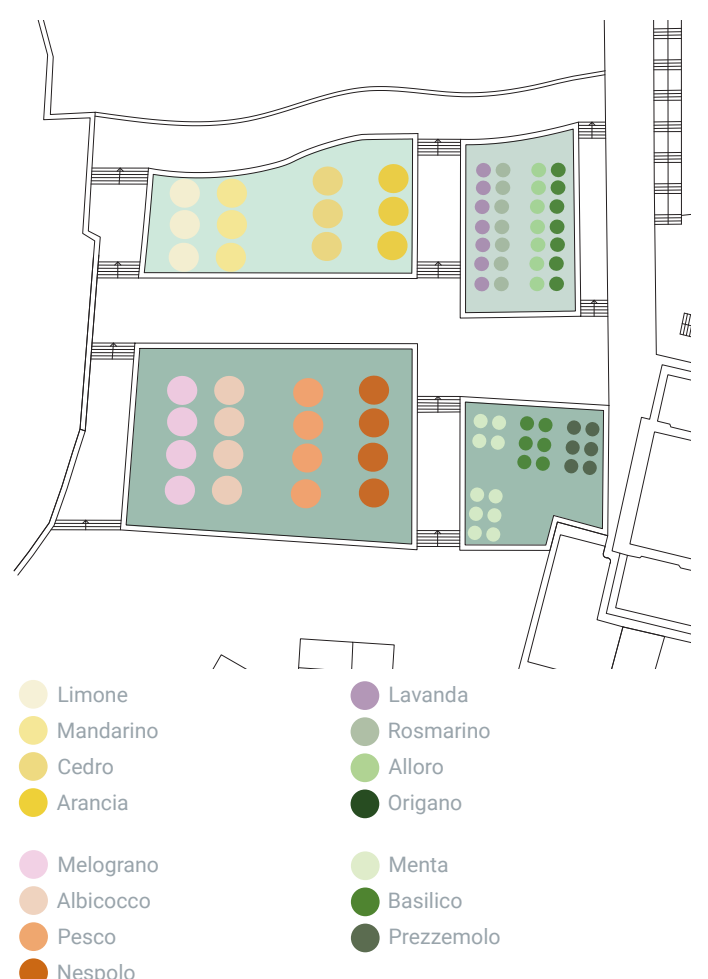 Limone
Mandarino
Cedro
Arancia
Melograno
Albicocco
Pesco
Nespolo
Lavanda
Rosmarino
Alloro
Origano
Menta
Basilico
Prezzemolo